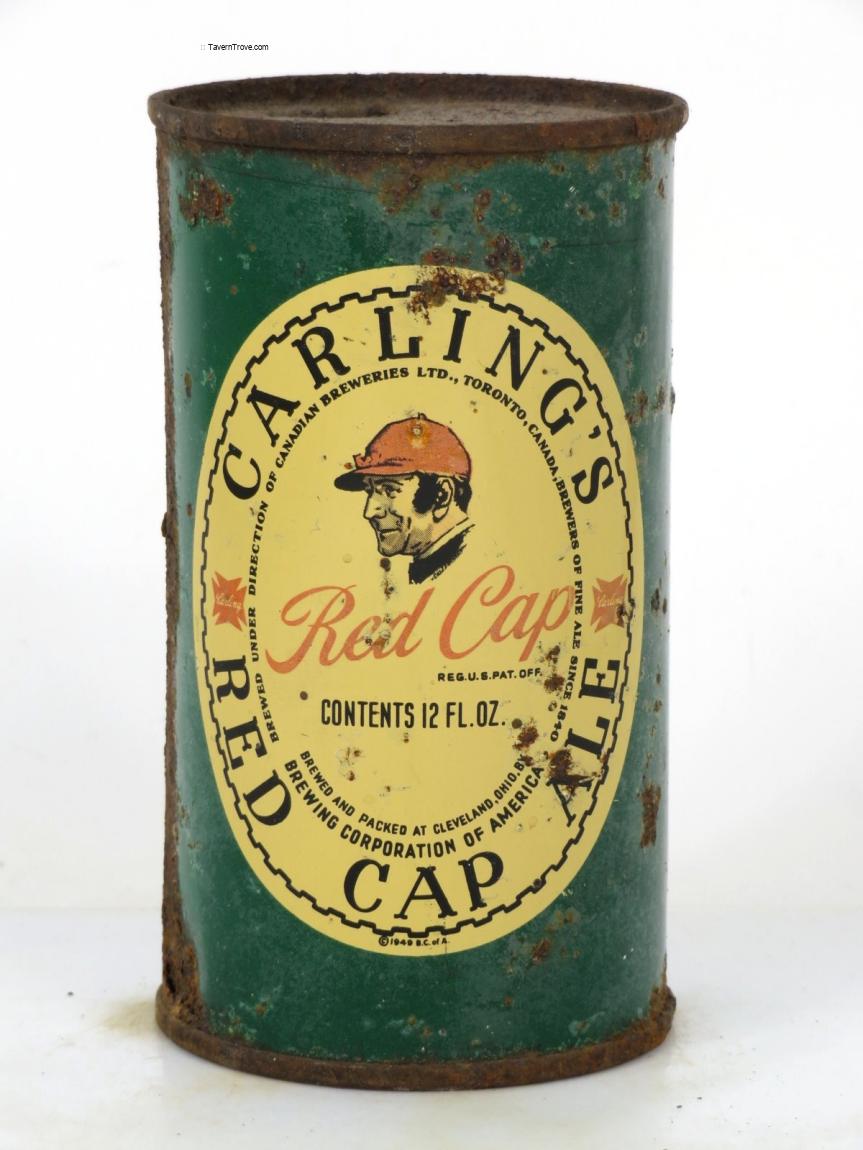 :: TavernTrove.com
CARLING'S
BREWED UNDER DIRECTION OF CANADIAN BREWERIES LTD., TORONTO, CANADA, BREWERS OF FINE ALE SINCE 1840
Carling
Carling
Red Cap
REG.U.S.PAT.OFF.
CONTENTS 12 FL.OZ.
RED CAP ALE
BREWED AND PACKED AT CLEVELAND, OHIO, BY
BREWING CORPORATION OF AMERICA
©1949 B.C. of A.